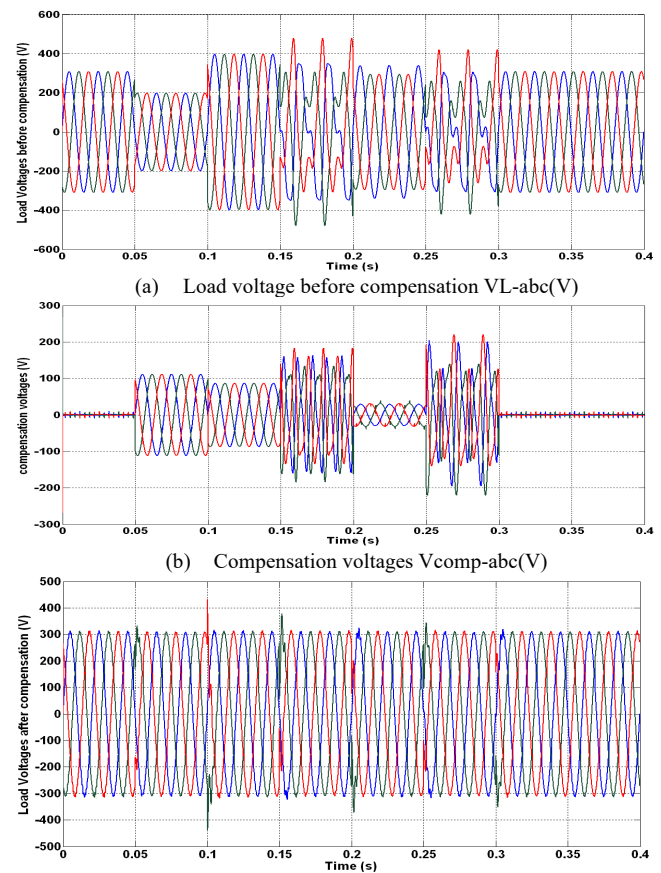 Load Voltages before compensation (V)
600
400
200
0
-200
-400
-600
0 0.05 0.1 0.15 0.2 0.25 0.3 0.35 0.4
Time (s)
(a) Load voltage before compensation VL-abc(V)
compensation voltages (V)
300
200
100
0
-100
-200
-300
0 0.05 0.1 0.15 0.2 0.25 0.3 0.35 0.4
Time (s)
(b) Compensation voltages Vcomp-abc(V)
Load Voltages after compensation (V)
500
400
300
200
100
0
-100
-200
-300
-400
-500
0 0.05 0.1 0.15 0.2 0.25 0.3 0.35 0.4
Time (s)